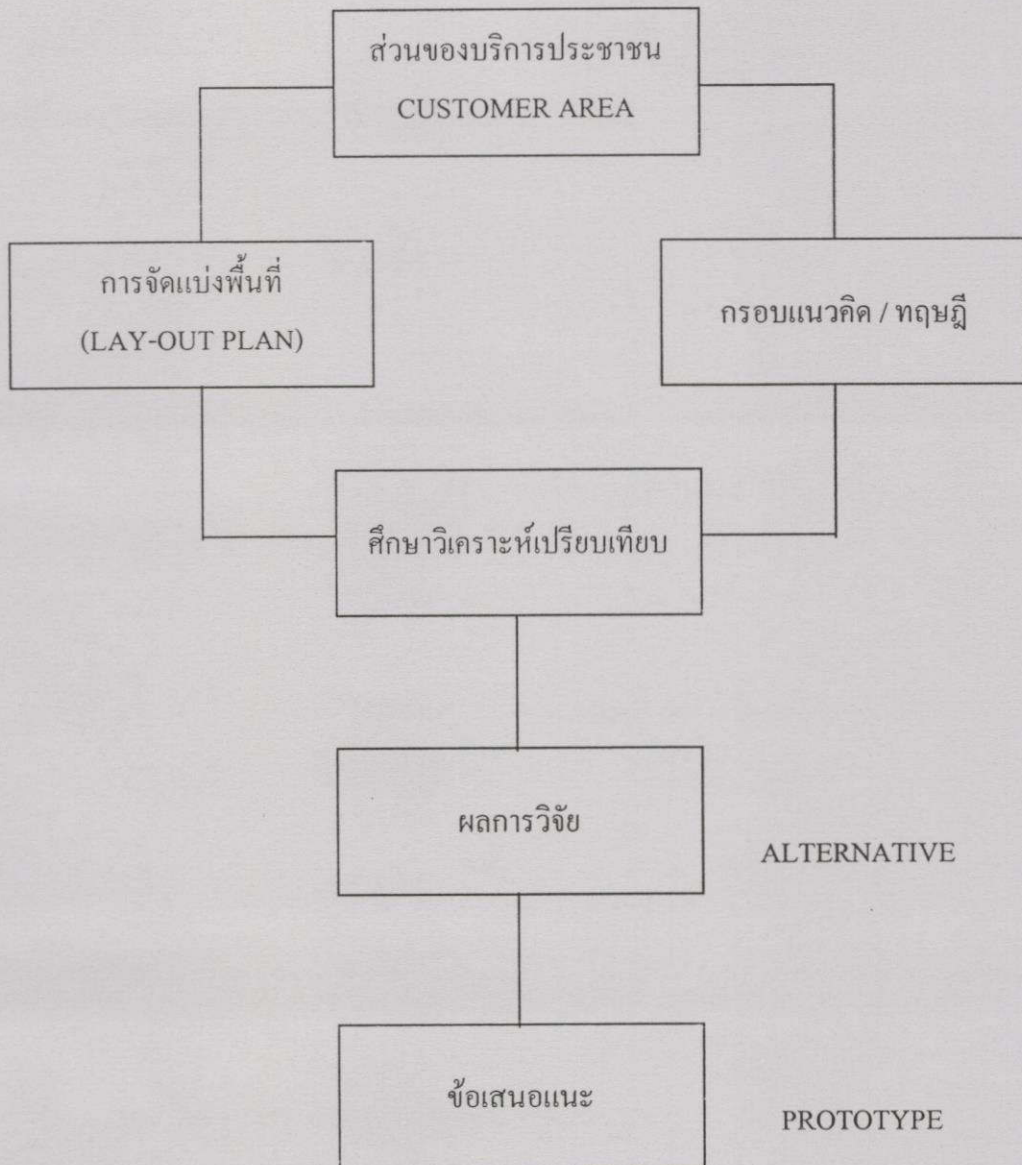 ส่วนของบริการประชาชน
CUSTOMER AREA
การจัดแบ่งพื้นที่
(LAY-OUT PLAN)
กรอบแนวคิด / ทฤษฎี
ศึกษาวิเคราะห์เปรียบเทียบ
ผลการวิจัย
ALTERNATIVE
ข้อเสนอแนะ
PROTOTYPE